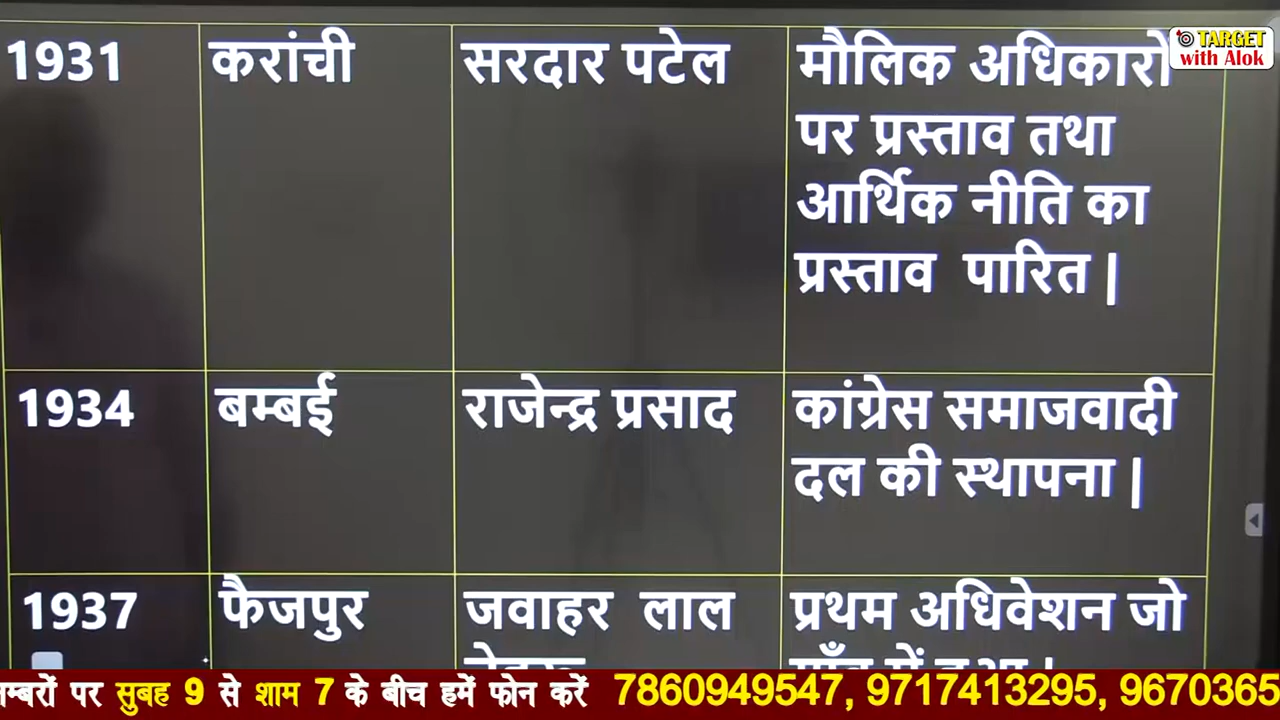 1931 करांची सरदार पटेल मौलिक अधिकारों
पर प्रस्ताव तथा
आर्थिक नीति का
प्रस्ताव पारित |
1934 बम्बई राजेन्द्र प्रसाद कांग्रेस समाजवादी
दल की स्थापना |
1937 फैजपुर जवाहर लाल प्रथम अधिवेशन जो
TARGET
with Alok
पर सुबह 9 से शाम 7 के बीच हमें फोन करें 7860949547, 9717413295, 9670365